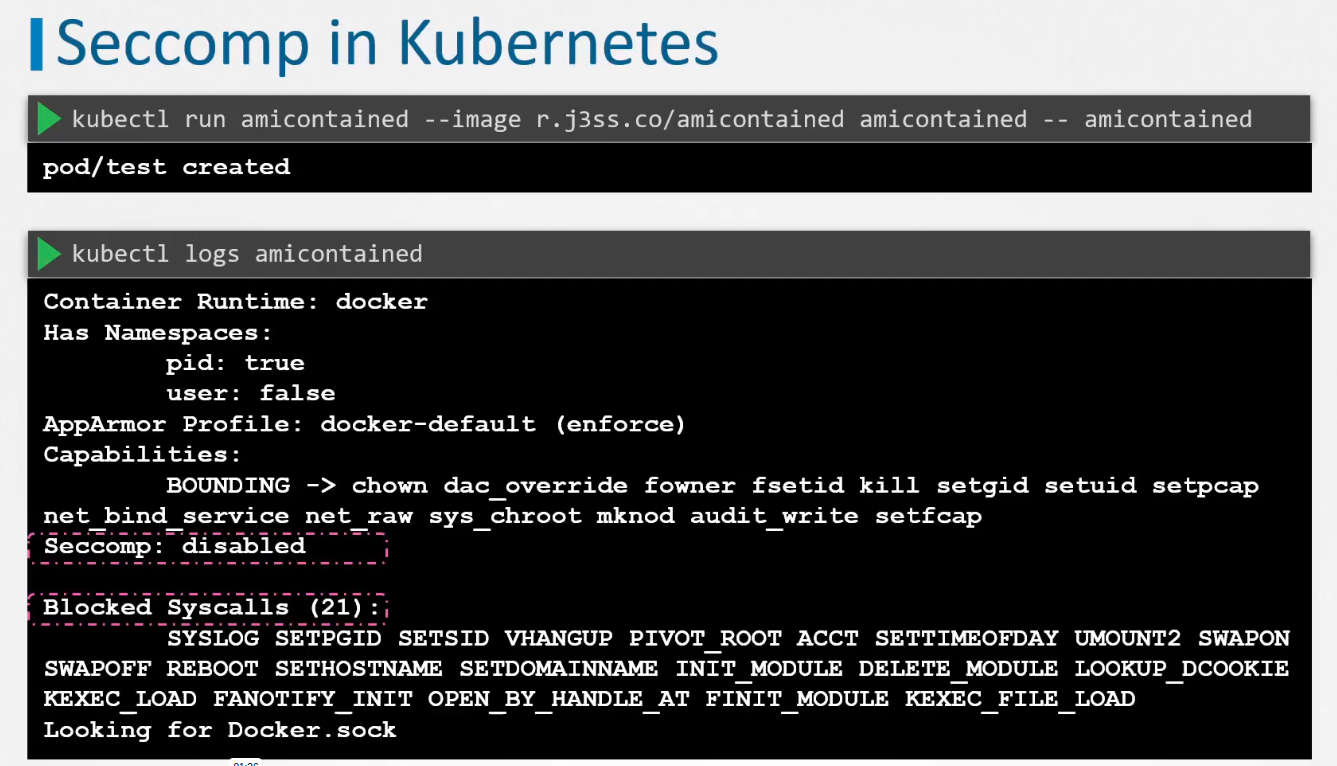 Seccomp in Kubernetes
kubectl run amicontained --image r.j3ss.co/amicontained amicontained -- amicontained
pod/test created
kubectl logs amicontained
Container Runtime: docker
Has Namespaces:
pid: true
user: false
AppArmor Profile: docker-default (enforce)
Capabilities:
BOUNDING -> chown dac_override fowner fsetid kill setgid setuid setpcap
net_bind_service net_raw sys_chroot mknod audit_write setfcap
Seccomp: disabled
Blocked Syscalls (21):
SYSLOG SETPGID SETSID VHANGUP PIVOT_ROOT ACCT SETTIMEOFDAY UMOUNT2 SWAPON
SWAPOFF REBOOT SETHOSTNAME SETDOMAINNAME INIT_MODULE DELETE_MODULE LOOKUP_DCOOKIE
KEXEC_LOAD FANOTIFY_INIT OPEN_BY_HANDLE_AT FINIT_MODULE KEXEC_FILE_LOAD
Looking for Docker.sock